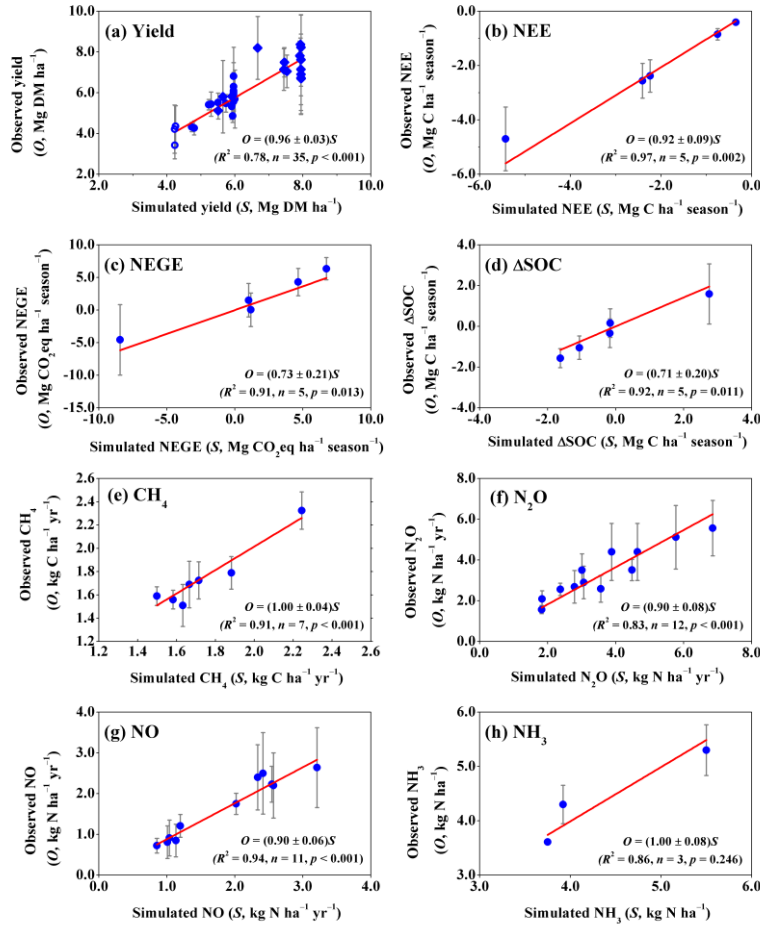 (a) Yield
Observed yield
(O, Mg DM ha⁻¹)
10.0
8.0
6.0
4.0
2.0
O = (0.96 ± 0.03)S
(R² = 0.78, n = 35, p < 0.001)
2.0 4.0 6.0 8.0 10.0
Simulated yield (S, Mg DM ha⁻¹)
(b) NEE
Observed NEE
(O, Mg C ha⁻¹ season⁻¹)
0.0
-2.0
-4.0
-6.0
O = (0.92 ± 0.09)S
(R² = 0.97, n = 5, p = 0.002)
-6.0 -4.0 -2.0 0.0
Simulated NEE (S, Mg C ha⁻¹ season⁻¹)
(c) NEGE
Observed NEGE
(O, Mg CO₂eq ha⁻¹ season⁻¹)
10.0
5.0
0.0
-5.0
-10.0
-15.0
O = (0.73 ± 0.21)S
(R² = 0.91, n = 5, p = 0.013)
-10.0 -5.0 0.0 5.0 10.0
Simulated NEGE (S, Mg CO₂eq ha⁻¹ season⁻¹)
(d) ΔSOC
Observed ΔSOC
(O, Mg C ha⁻¹ season⁻¹)
4.0
2.0
0.0
-2.0
-4.0
O = (0.71 ± 0.20)S
(R² = 0.92, n = 5, p = 0.011)
-4.0 -2.0 0.0 2.0 4.0
Simulated ΔSOC (S, Mg C ha⁻¹ season⁻¹)
(e) CH₄
Observed CH₄
(O, kg C ha⁻¹ yr⁻¹)
2.6
2.4
2.2
2.0
1.8
1.6
1.4
O = (1.00 ± 0.04)S
(R² = 0.91, n = 7, p < 0.001)
1.2 1.4 1.6 1.8 2.0 2.2 2.4 2.6
Simulated CH₄ (S, kg C ha⁻¹ yr⁻¹)
(f) N₂O
Observed N₂O
(O, kg N ha⁻¹ yr⁻¹)
10.0
8.0
6.0
4.0
2.0
0.0
O = (0.90 ± 0.08)S
(R² = 0.83, n = 12, p < 0.001)
0.0 2.0 4.0 6.0 8.0
Simulated N₂O (S, kg N ha⁻¹ yr⁻¹)
(g) NO
Observed NO
(O, kg N ha⁻¹ yr⁻¹)
4.0
3.0
2.0
1.0
0.0
O = (0.90 ± 0.06)S
(R² = 0.94, n = 11, p < 0.001)
0.0 1.0 2.0 3.0 4.0
Simulated NO (S, kg N ha⁻¹ yr⁻¹)
(h) NH₃
Observed NH₃
(O, kg N ha⁻¹)
6.0
5.0
4.0
3.0
O = (1.00 ± 0.08)S
(R² = 0.86, n = 3, p = 0.246)
3.0 4.0 5.0 6.0
Simulated NH₃ (S, kg N ha⁻¹)